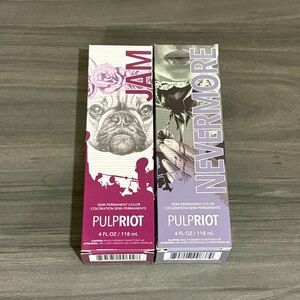 JAM
SEMI-PERMANENT COLOR
COLORATION SEMI-PERMANENTE
PULPRIOT
4 FL OZ / 118 mL
NEVERMORE
SEMI-PERMANENT COLOR
COLORATION SEMI-PERMANENTE
PULPRIOT
4 FL OZ / 118 mL